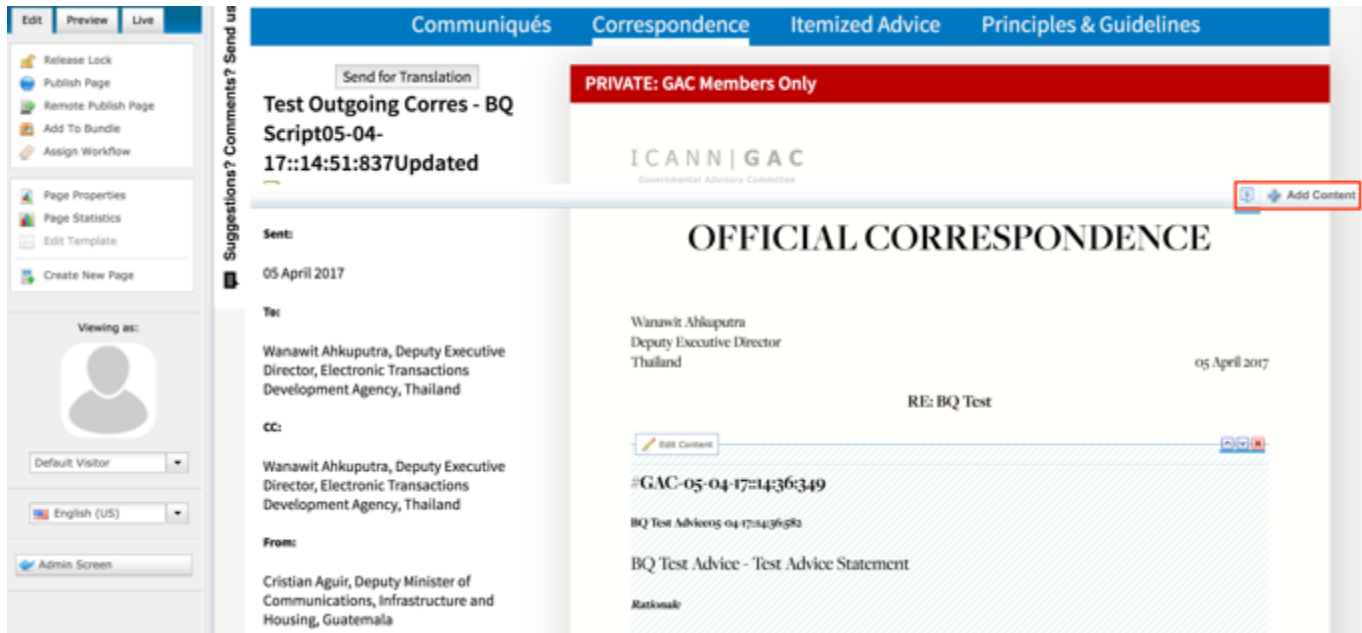 Edit Preview Live
Release Lock
Publish Page
Remote Publish Page
Add To Bundle
Assign Workflow
Page Properties
Page Statistics
Edit Template
Create New Page
Viewing as:
Default Visitor
English (US)
Admin Screen
Suggestions? Comments? Send us
Communiqués Correspondence Itemized Advice Principles & Guidelines
Send for Translation
Test Outgoing Corres - BQ
Script05-04-
17::14:51:837Updated
Sent:
05 April 2017
To:
Wanawit Ahkuputra, Deputy Executive
Director, Electronic Transactions
Development Agency, Thailand
CC:
Wanawit Ahkuputra, Deputy Executive
Director, Electronic Transactions
Development Agency, Thailand
From:
Cristian Aguir, Deputy Minister of
Communications, Infrastructure and
Housing, Guatemala
PRIVATE: GAC Members Only
ICANN|GAC
Governmental Advisory Committee
Add Content
OFFICIAL CORRESPONDENCE
Wanawit Ahkuputra
Deputy Executive Director
Thailand 05 April 2017
RE: BQ Test
Edit Content
#GAC-05-04-17::14:36:349
BQ Test Advice05-04-17::14:36:582
BQ Test Advice - Test Advice Statement
Rationale